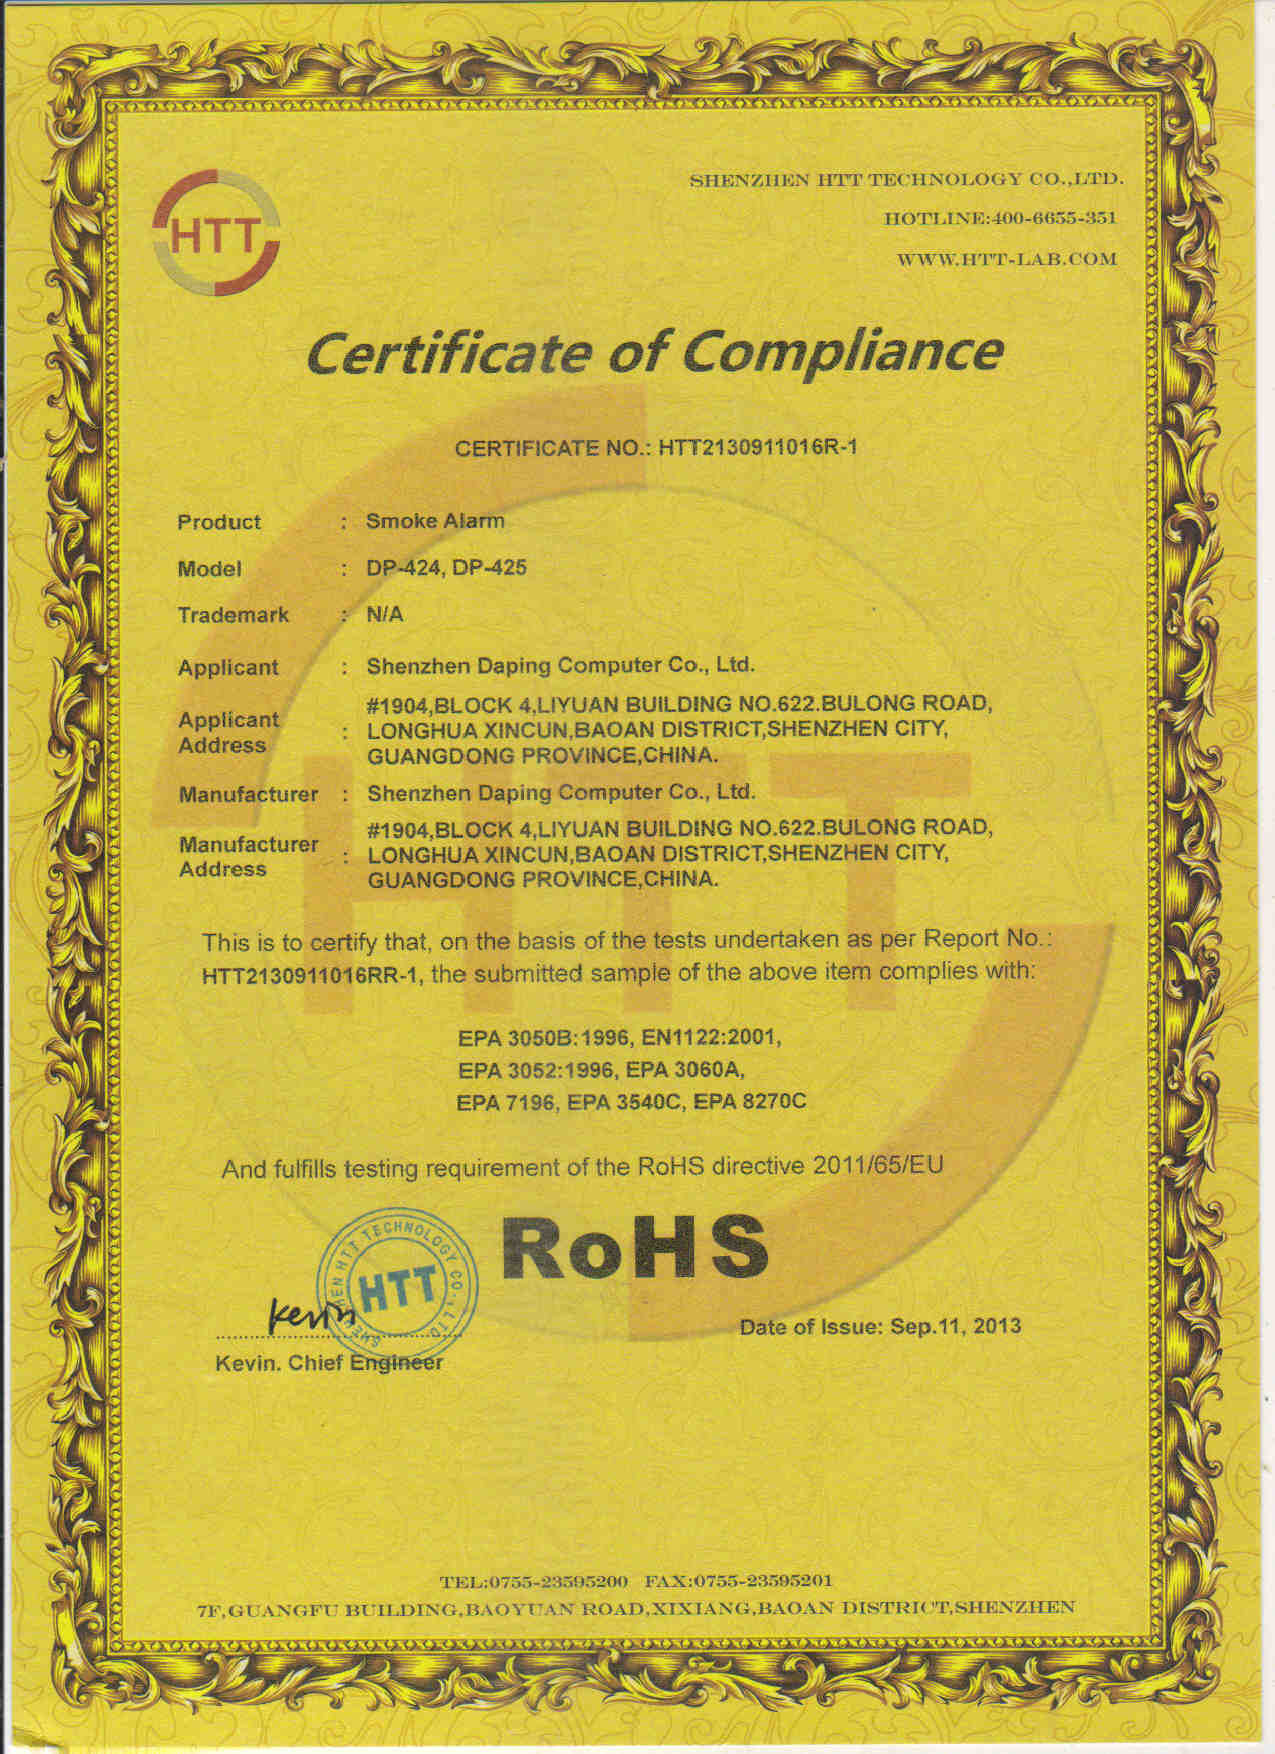 HTT
SHENZHEN HTT TECHNOLOGY CO.,LTD.
HOTLINE:400-6655-351
WWW.HTT-LAB.COM
Certificate of Compliance
CERTIFICATE NO.: HTT2130911016R-1
Product : Smoke Alarm
Model : DP-424, DP-425
Trademark : N/A
Applicant : Shenzhen Daping Computer Co., Ltd.
Applicant Address : #1904,BLOCK 4,LIYUAN BUILDING NO.622.BULONG ROAD,
LONGHUA XINCUN,BAOAN DISTRICT,SHENZHEN CITY,
GUANGDONG PROVINCE,CHINA.
Manufacturer : Shenzhen Daping Computer Co., Ltd.
Manufacturer Address : #1904,BLOCK 4,LIYUAN BUILDING NO.622.BULONG ROAD,
LONGHUA XINCUN,BAOAN DISTRICT,SHENZHEN CITY,
GUANGDONG PROVINCE,CHINA.
HTT
This is to certify that, on the basis of the tests undertaken as per Report No.:
HTT2130911016RR-1, the submitted sample of the above item complies with:
EPA 3050B:1996, EN1122:2001,
EPA 3052:1996, EPA 3060A,
EPA 7196, EPA 3540C, EPA 8270C
And fulfills testing requirement of the RoHS directive 2011/65/EU
RoHS
SHENZHEN HTT TECHNOLOGY CO., LTD
HTT
Kevin
Kevin. Chief Engineer
Date of Issue: Sep.11, 2013
TEL:0755-23595200 FAX:0755-23595201
7F,GUANGFU BUILDING,BAOYUAN ROAD,XIXIANG,BAOAN DISTRICT,SHENZHEN